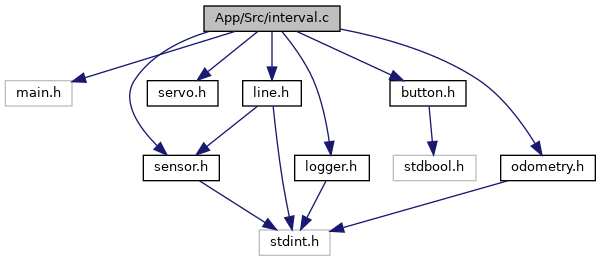 App/Src/interval.c
main.h
servo.h
line.h
button.h
sensor.h
logger.h
stdbool.h
odometry.h
stdint.h